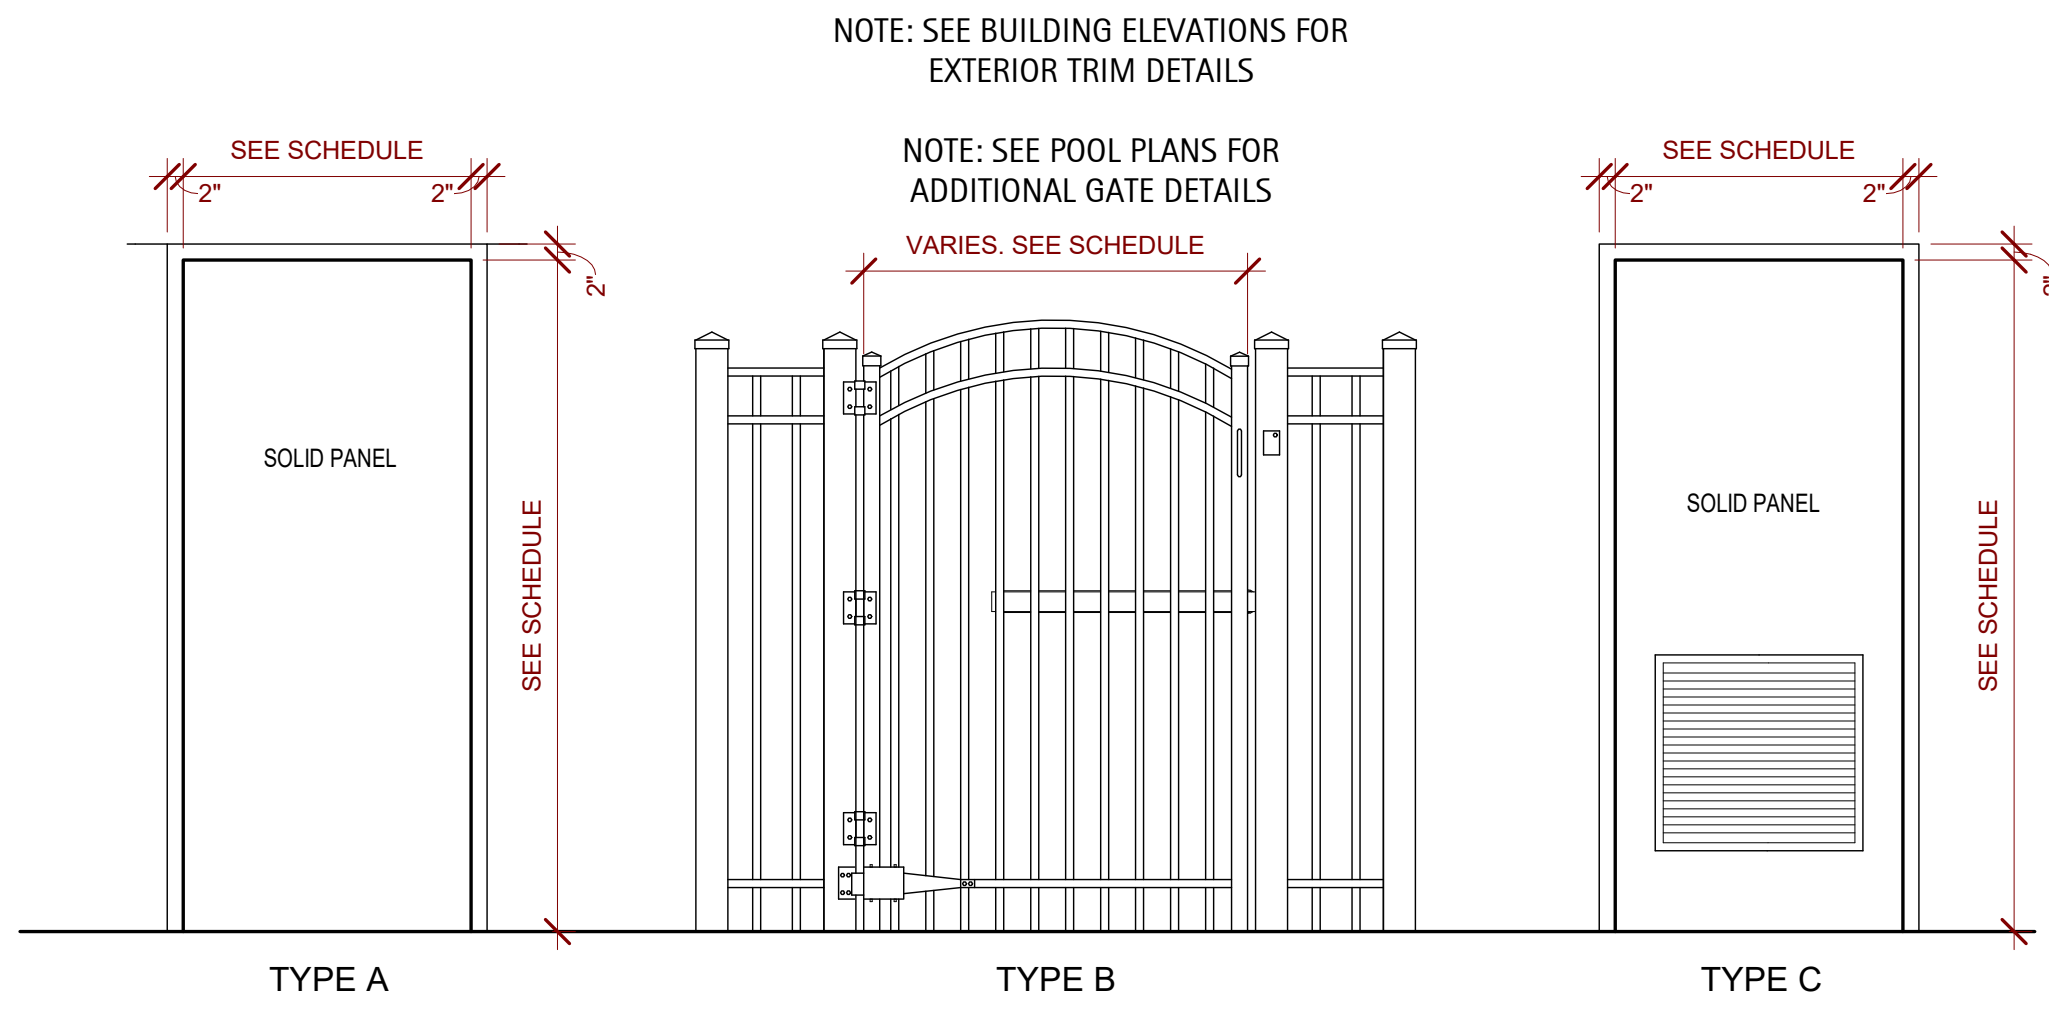 NOTE: SEE BUILDING ELEVATIONS FOR
EXTERIOR TRIM DETAILS
NOTE: SEE POOL PLANS FOR
ADDITIONAL GATE DETAILS
SEE SCHEDULE
2"
2"
2"
SOLID PANEL
SEE SCHEDULE
TYPE A
VARIES. SEE SCHEDULE
TYPE B
SEE SCHEDULE
2"
2"
2"
SOLID PANEL
SEE SCHEDULE
TYPE C